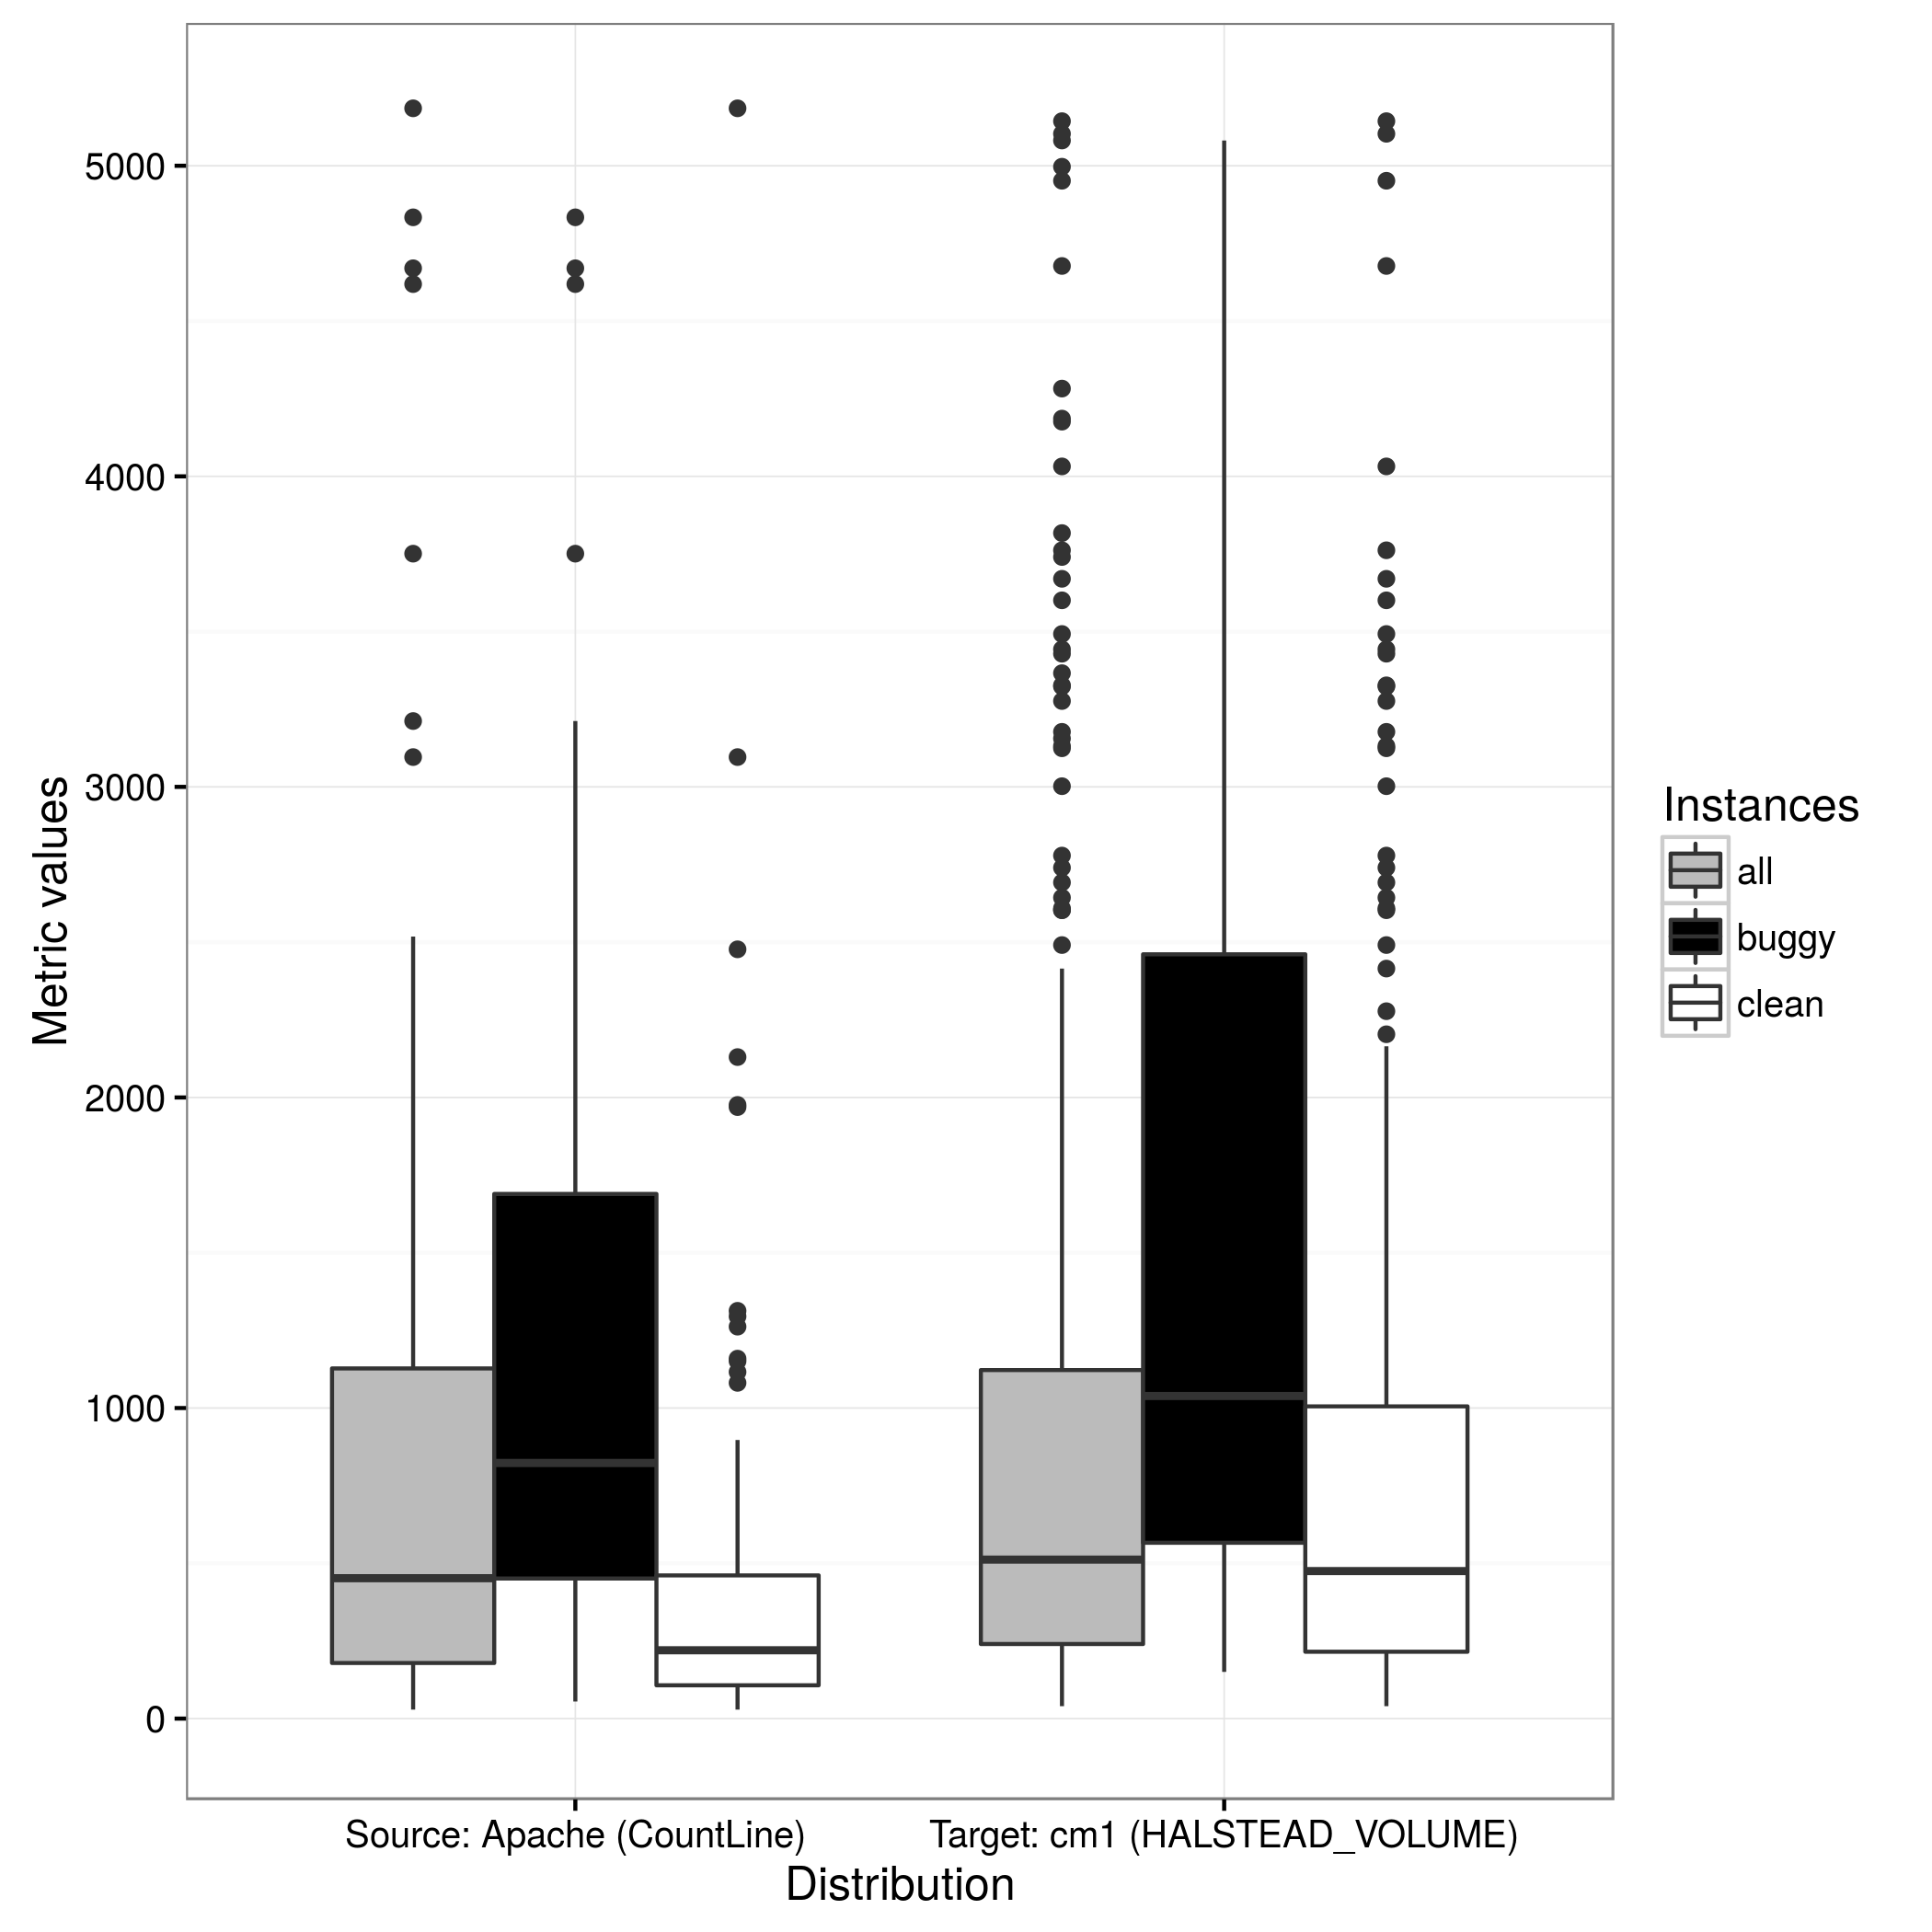 Metric values
5000
4000
3000
2000
1000
0
Source: Apache (CountLine)
Target: cm1 (HALSTEAD_VOLUME)
Distribution
Instances
all
buggy
clean